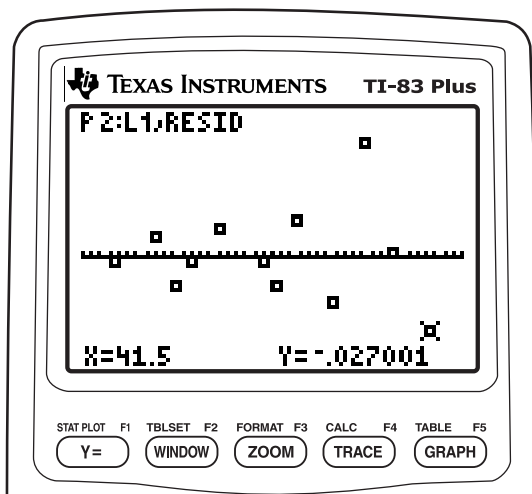 TEXAS INSTRUMENTS TI-83 Plus
P2:L1,RESID
X=41.5 Y=-.027001
STAT PLOT F1 TBLSET F2 FORMAT F3 CALC F4 TABLE F5
Y= WINDOW ZOOM TRACE GRAPH